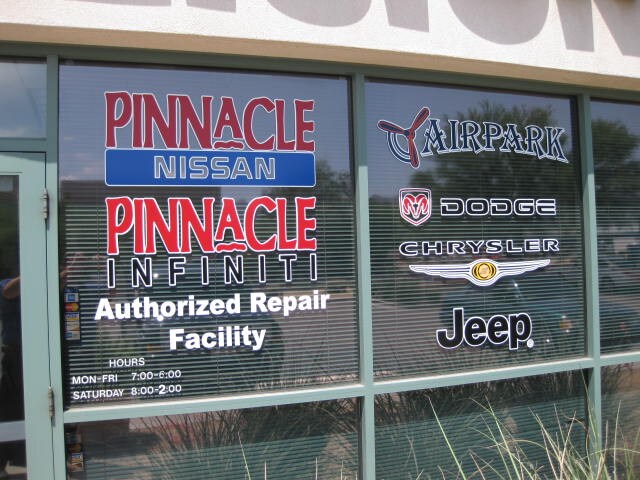 PINNACLE
NISSAN
PINNACLE
INFINITI
Authorized Repair
Facility
HOURS
MON-FRI 7:00-6:00
SATURDAY 8:00-2:00
AIRPARK
DODGE
CHRYSLER
Jeep